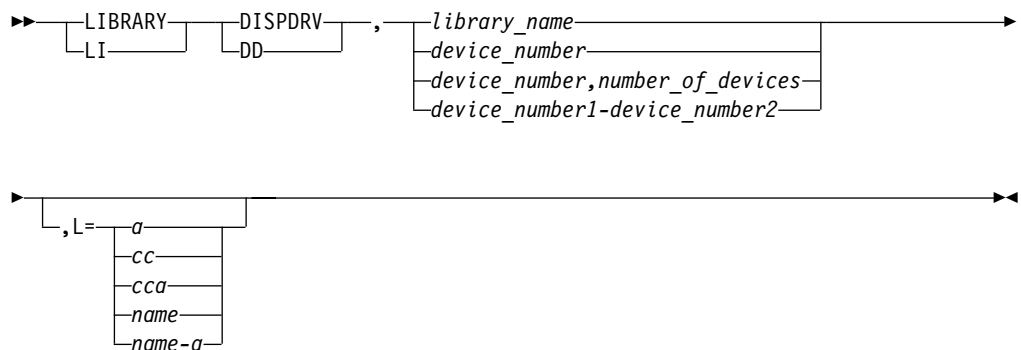 LIBRARY DISPDRV , library_name
LI DD device_number
device_number,number_of_devices
device_number1-device_number2
,L= a
cc
cca
name
name-a